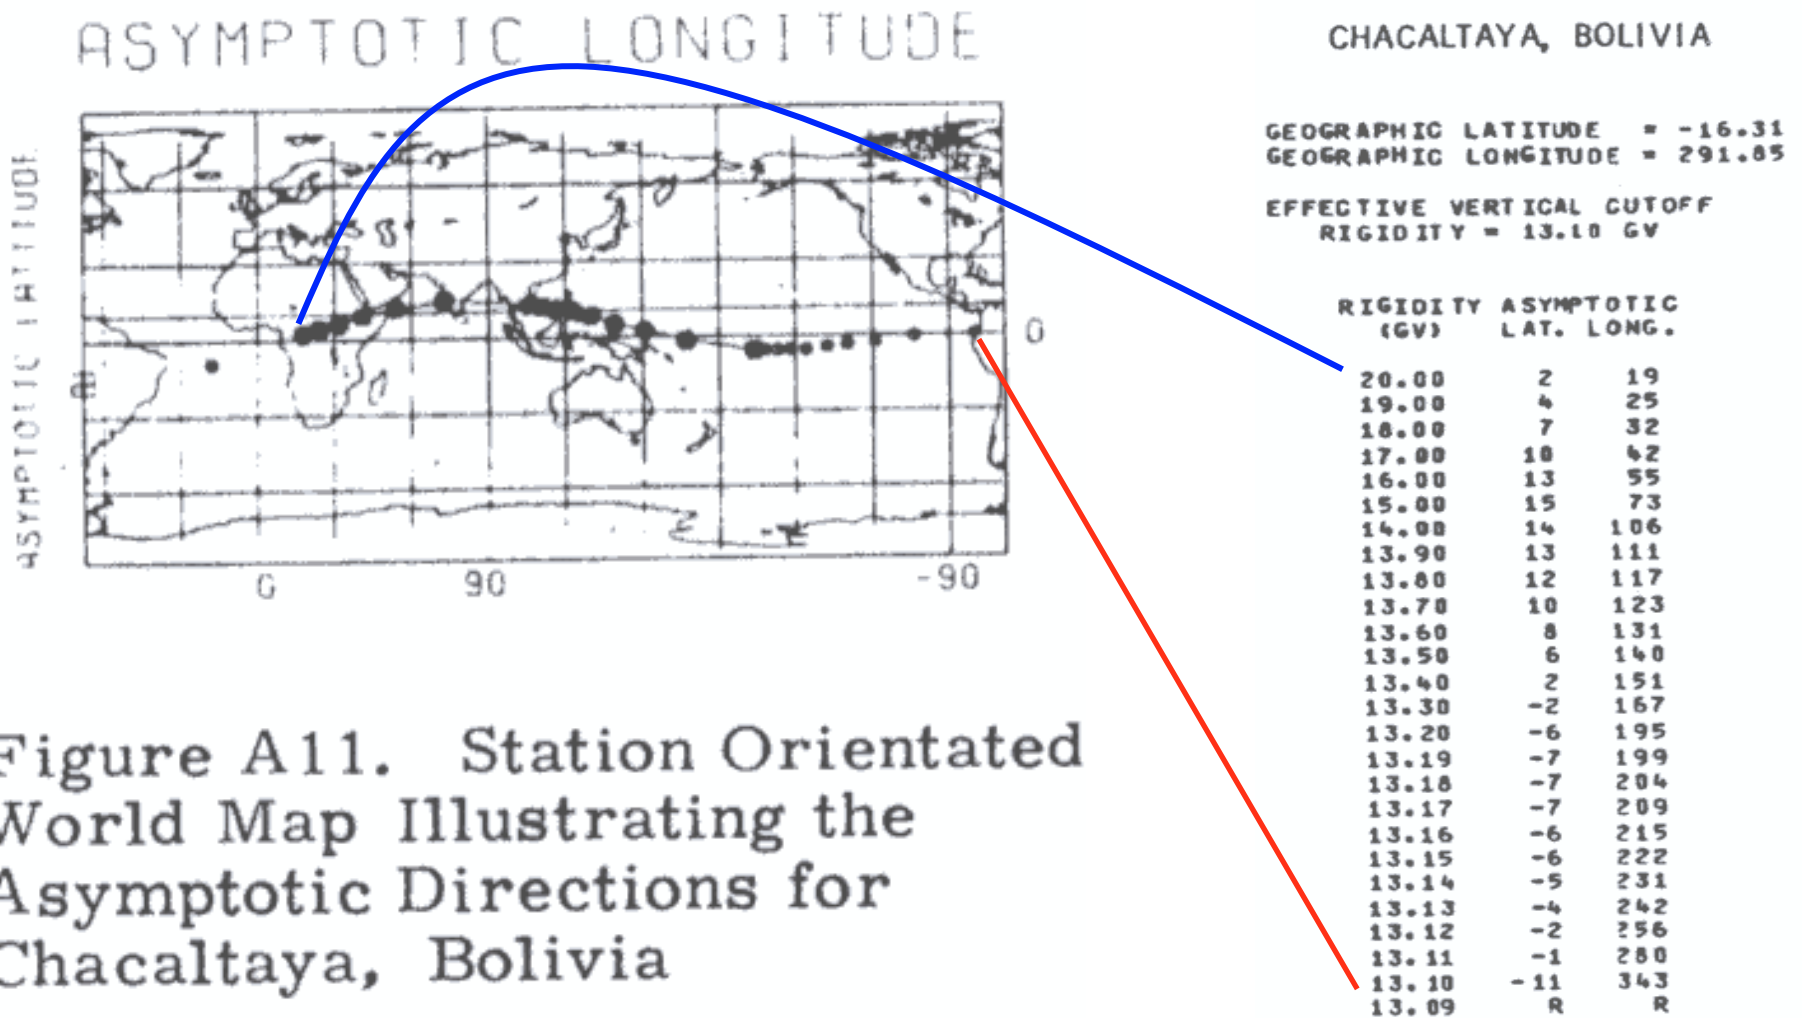 ASYMPTOTIC LONGITUDE
ASYMPTOTIC LATITUDE
0
0
90
-90
Figure A11. Station Orientated
World Map Illustrating the
Asymptotic Directions for
Chacaltaya, Bolivia
CHACALTAYA, BOLIVIA
GEOGRAPHIC LATITUDE = -16.31
GEOGRAPHIC LONGITUDE = 291.85
EFFECTIVE VERTICAL CUTOFF
RIGIDITY = 13.10 GV
RIGIDITY ASYMPTOTIC
(GV) LAT. LONG.
20.00 2 19
19.00 4 25
18.00 7 32
17.00 10 42
16.00 13 55
15.00 15 73
14.00 14 106
13.90 13 111
13.80 12 117
13.70 10 123
13.60 8 131
13.50 6 140
13.40 2 151
13.30 -2 167
13.20 -6 195
13.19 -7 199
13.18 -7 204
13.17 -7 209
13.16 -6 215
13.15 -6 222
13.14 -5 231
13.13 -4 242
13.12 -2 256
13.11 -1 280
13.10 -11 343
13.09 R R